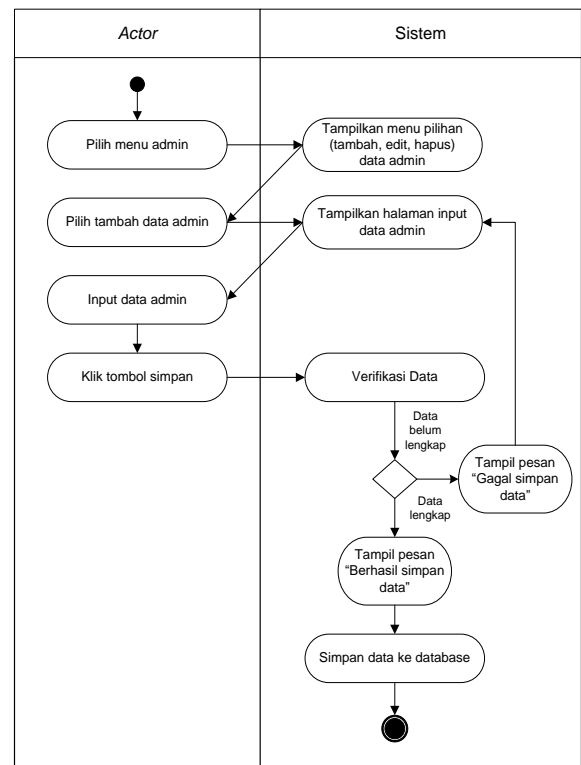 Actor
Sistem
Pilih menu admin
Tampilkan menu pilihan
(tambah, edit, hapus)
data admin
Pilih tambah data admin
Tampilkan halaman input
data admin
Input data admin
Klik tombol simpan
Verifikasi Data
Data
belum
lengkap
Tampil pesan
“Gagal simpan
data”
Data
lengkap
Tampil pesan
“Berhasil simpan
data”
Simpan data ke database